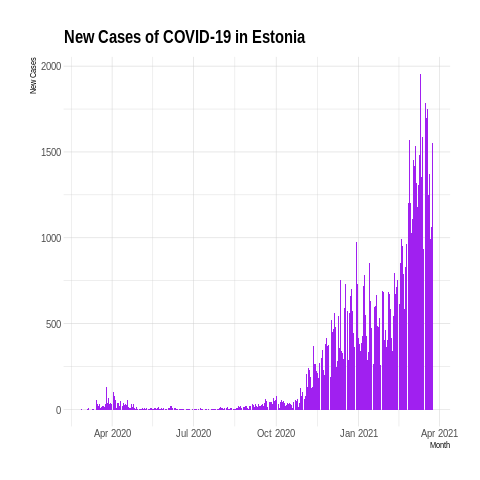 New Cases of COVID-19 in Estonia
New Cases
2000
1500
1000
500
0
Apr 2020
Jul 2020
Oct 2020
Jan 2021
Apr 2021
Month